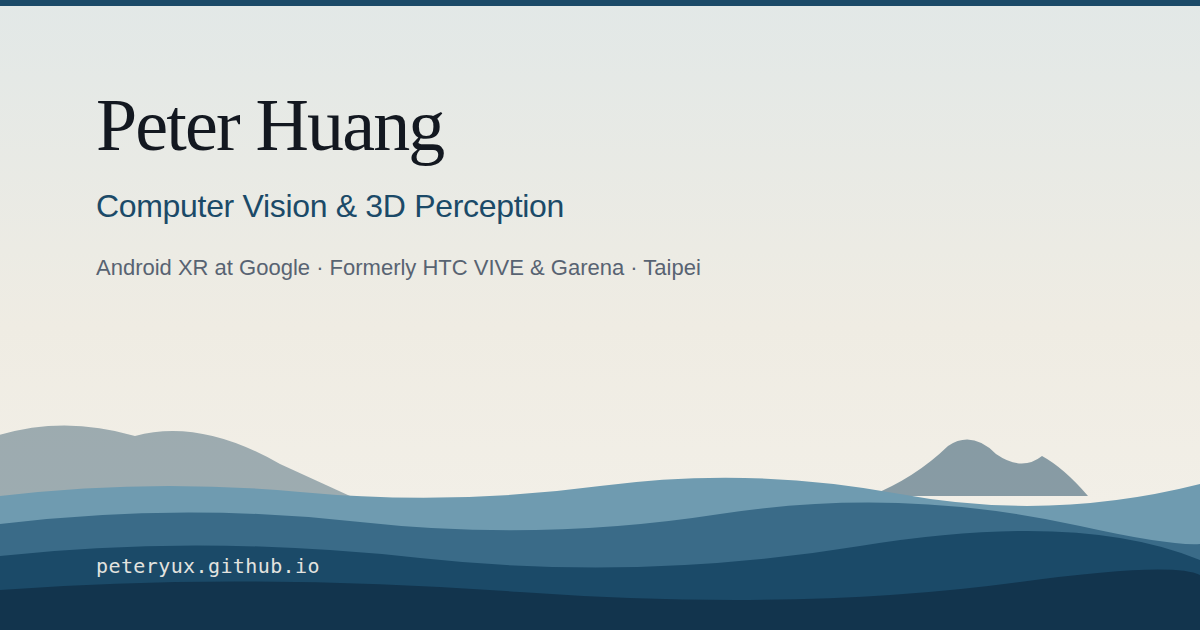 Peter Huang
Computer Vision & 3D Perception
Android XR at Google · Formerly HTC VIVE & Garena · Taipei
peteryux.github.io